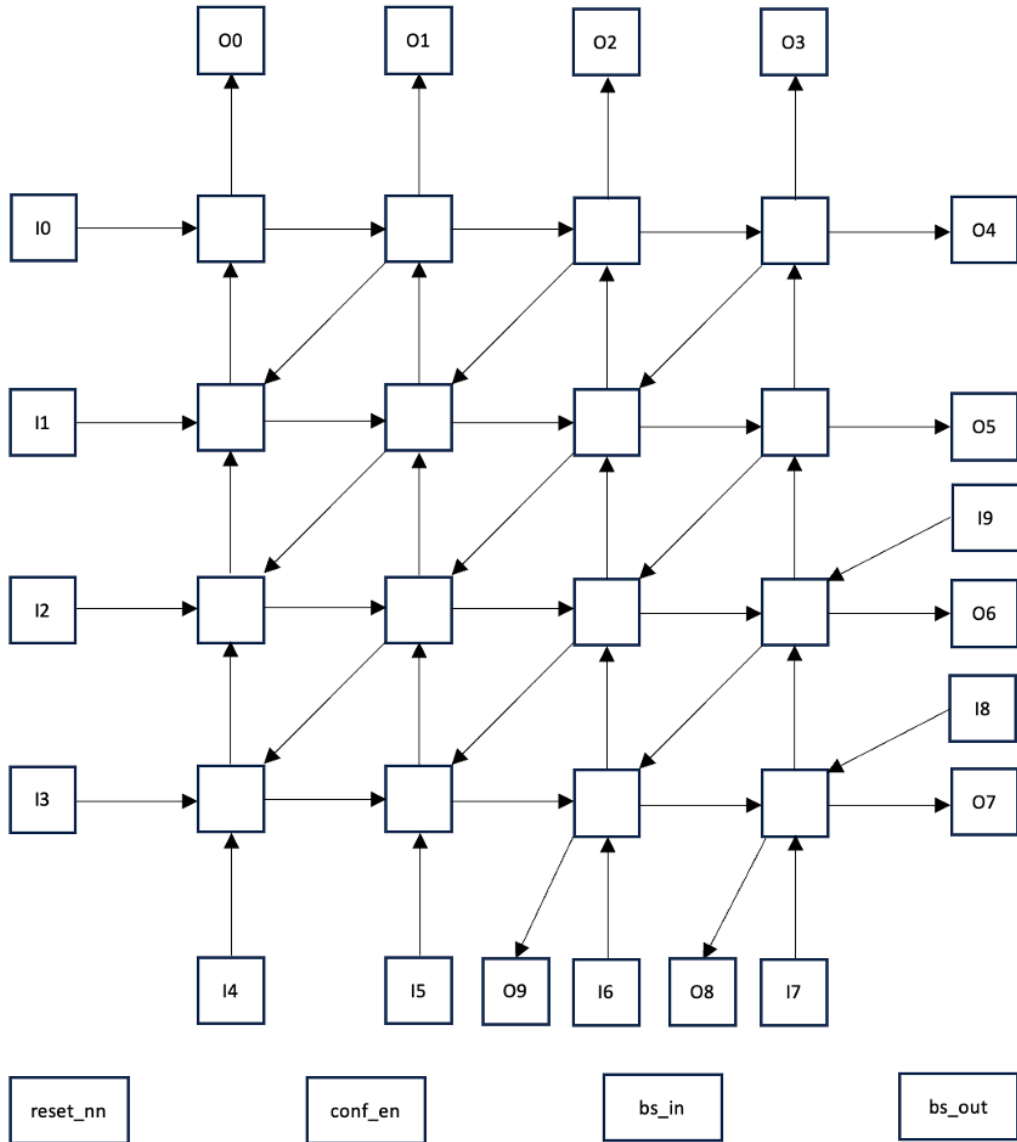 O0 O1 O2 O3
I0 O4
I1 O5
I9
I2 O6
I8
I3 O7
I4 I5 O9 I6 O8 I7
reset_nn conf_en bs_in bs_out